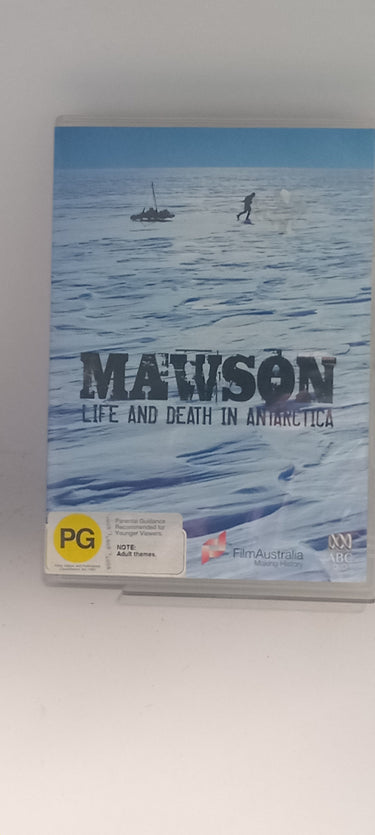 MAWSON
LIFE AND DEATH IN ANTARCTICA
PG
Parental Guidance
Recommended for
Younger Viewers.
NOTE:
Adult themes.
FilmAustralia
Making History
ABC